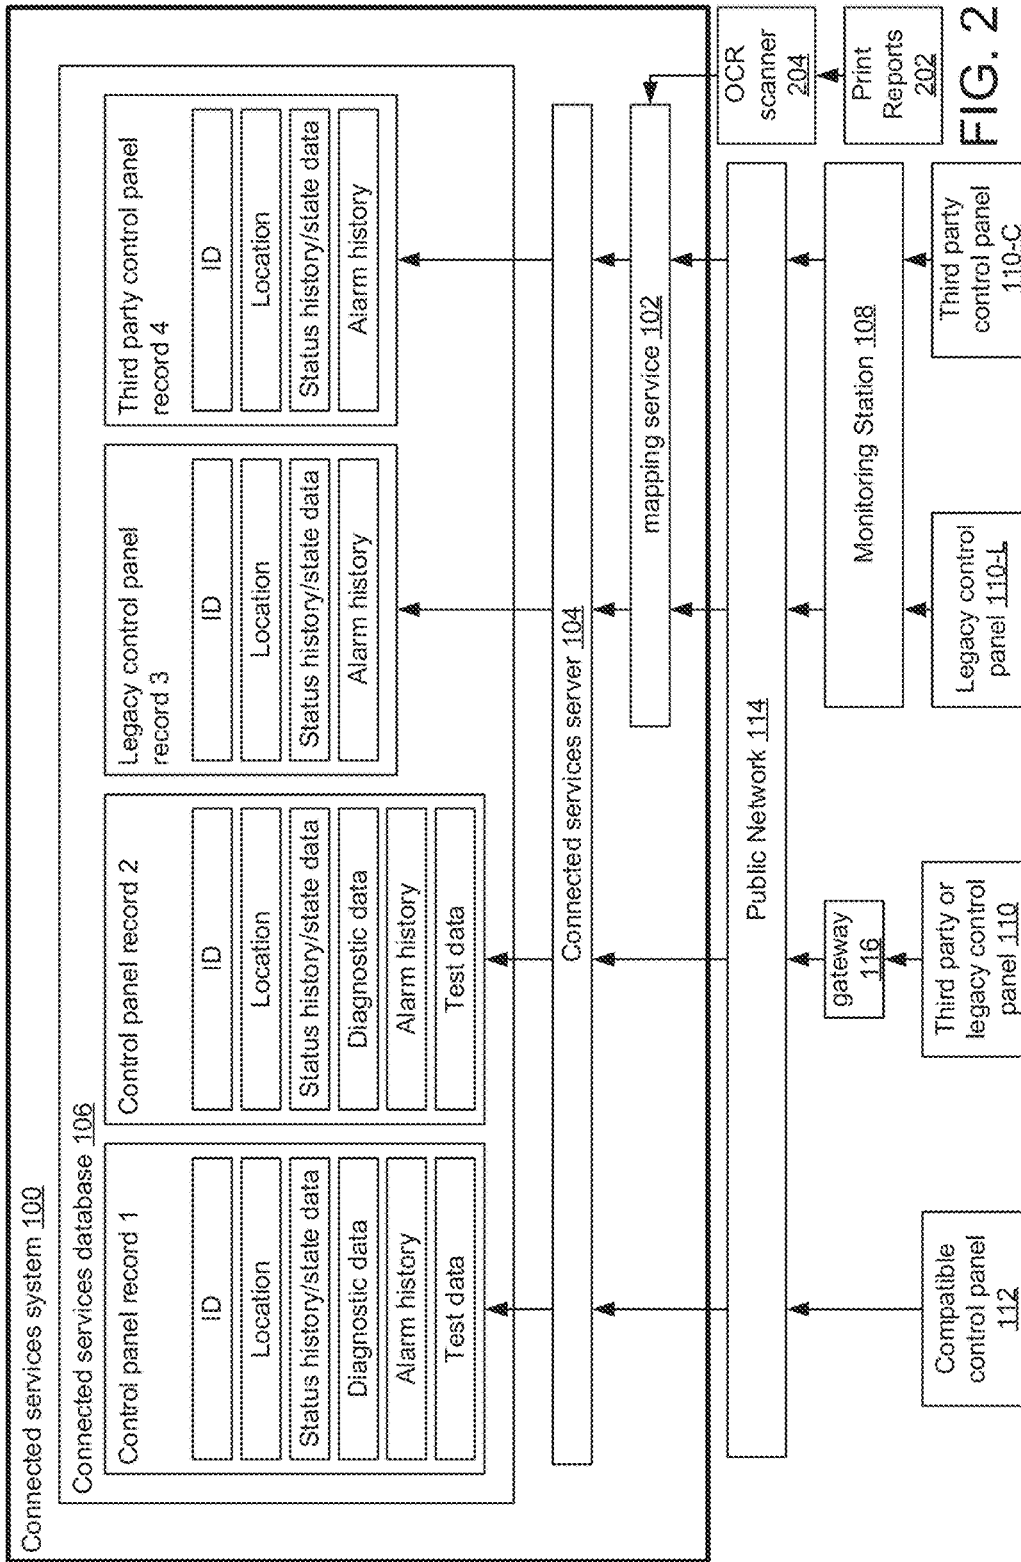 Connected services system 100
Connected services database 106
Control panel record 1
ID
Location
Status history/state data
Diagnostic data
Alarm history
Test data
Control panel record 2
ID
Location
Status history/state data
Diagnostic data
Alarm history
Test data
Legacy control panel
record 3
ID
Location
Status history/state data
Alarm history
Third party control panel
record 4
ID
Location
Status history/state data
Alarm history
Connected services server 104
mapping service 102
Public Network 114
OCR
scanner
204
Print
Reports
202
gateway
116
Monitoring Station 108
Compatible
control panel
112
Third party or
legacy control
panel 110
Legacy control
panel 110-L
Third party
control panel
110-C
FIG. 2